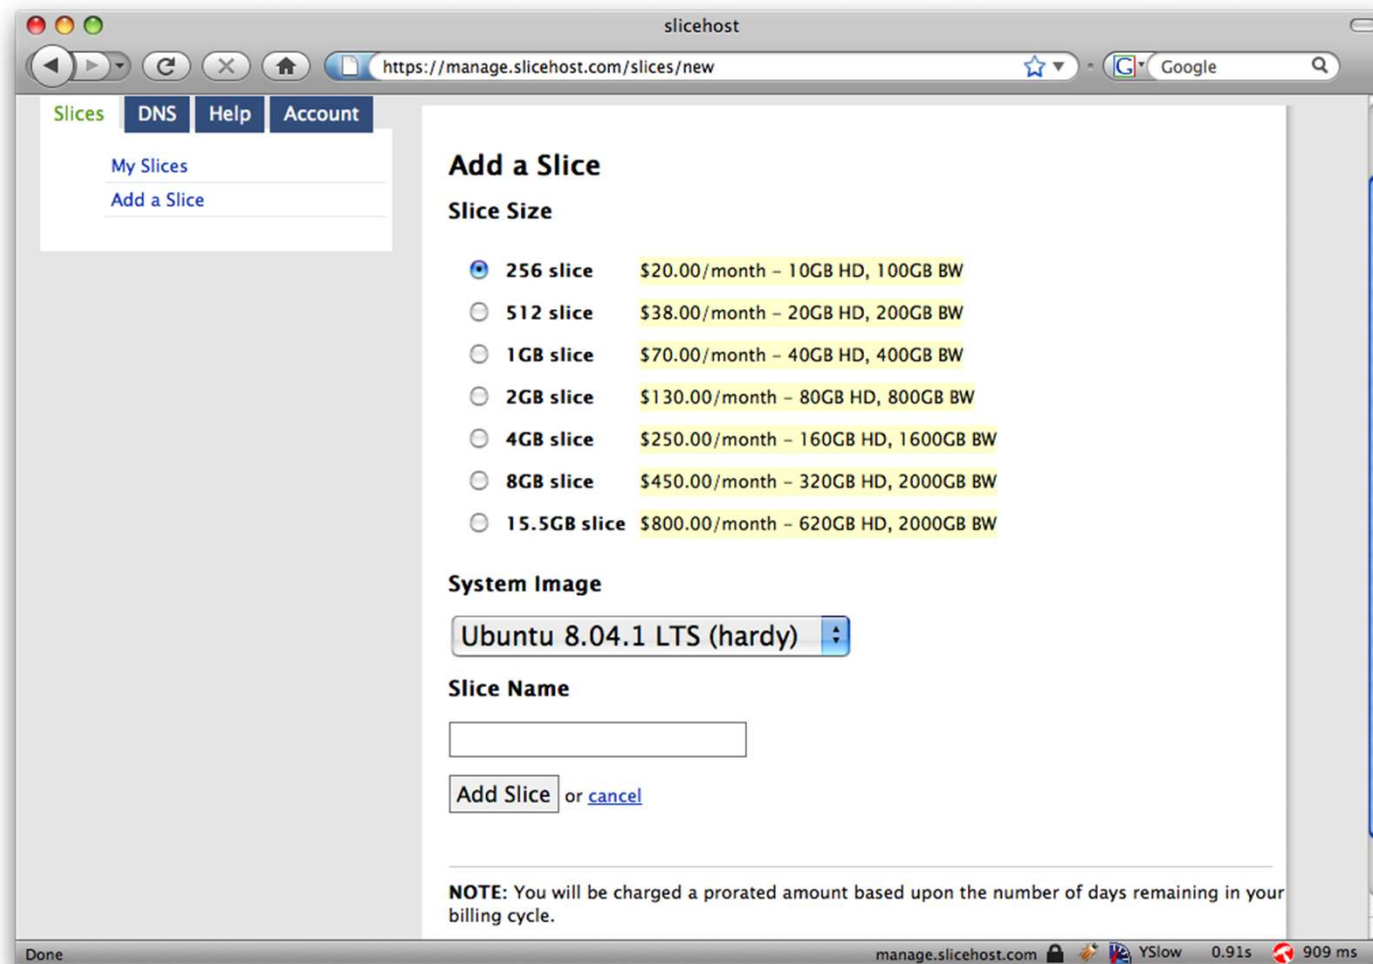 slicehost
https://manage.slicehost.com/slices/new
G
Google
Slices DNS Help Account
My Slices
Add a Slice
Add a Slice
Slice Size
256 slice $20.00/month – 10GB HD, 100GB BW
512 slice $38.00/month – 20GB HD, 200GB BW
1GB slice $70.00/month – 40GB HD, 400GB BW
2GB slice $130.00/month – 80GB HD, 800GB BW
4GB slice $250.00/month – 160GB HD, 1600GB BW
8GB slice $450.00/month – 320GB HD, 2000GB BW
15.5GB slice $800.00/month – 620GB HD, 2000GB BW
System Image
Ubuntu 8.04.1 LTS (hardy)
Slice Name
Add Slice or cancel
NOTE: You will be charged a prorated amount based upon the number of days remaining in your
billing cycle.
Done manage.slicehost.com YSlow 0.91s 909 ms